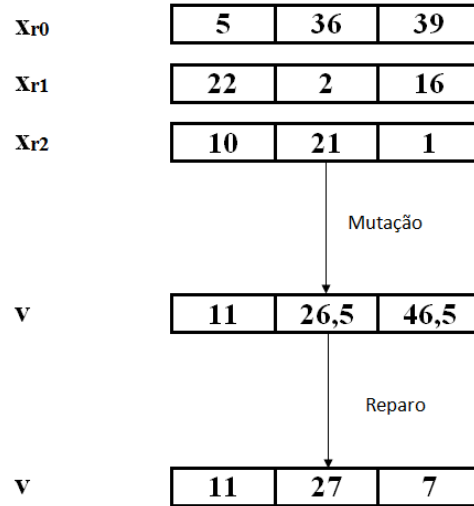 Xr0 5 36 39
Xr1 22 2 16
Xr2 10 21 1
Mutação
v 11 26,5 46,5
Reparo
v 11 27 7